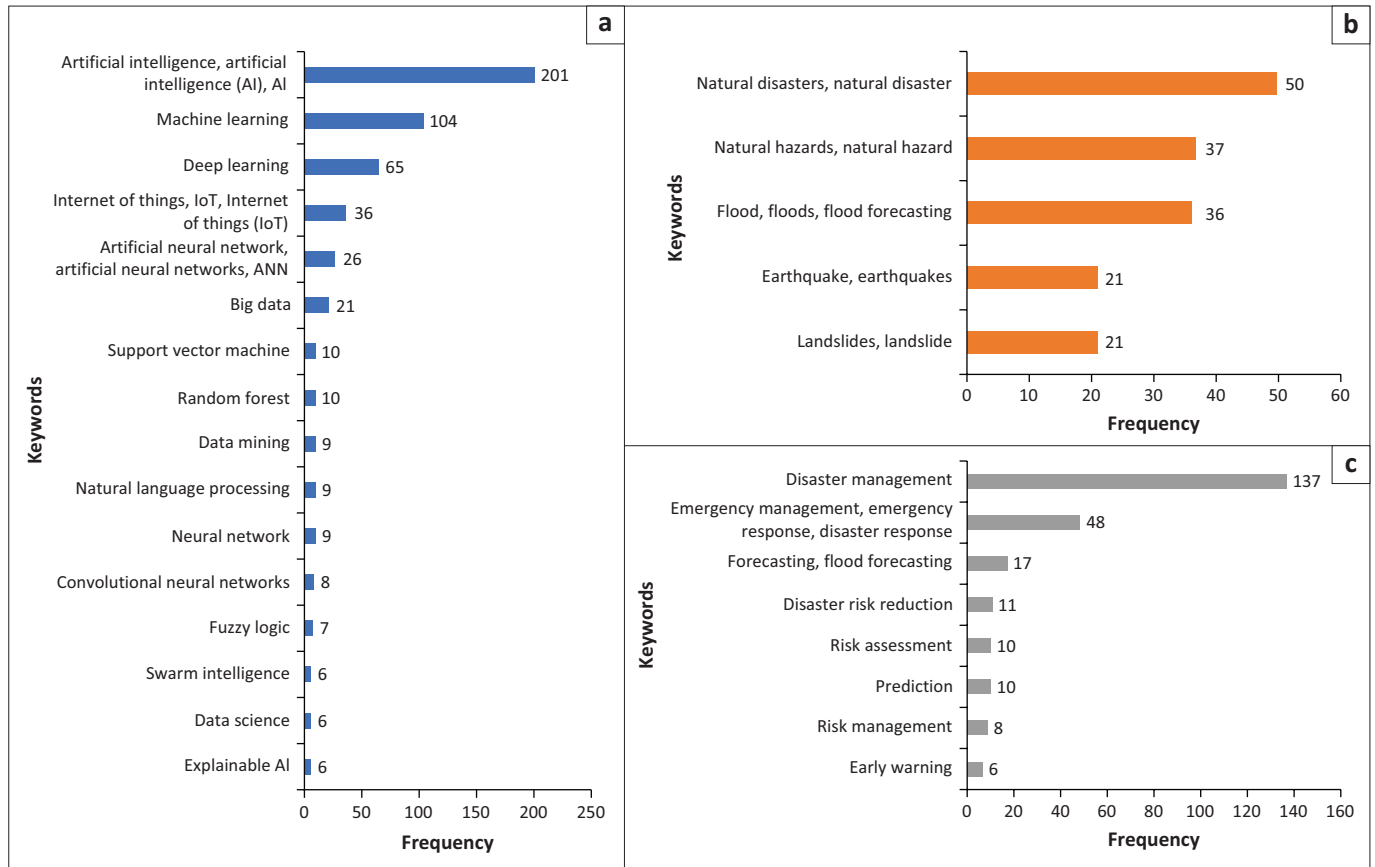 a
Artificial intelligence, artificial
intelligence (AI), Al
201
Machine learning
104
Deep learning
65
Internet of things, IoT, Internet
of things (IoT)
36
Artificial neural network,
artificial neural networks, ANN
26
Big data
21
Support vector machine
10
Random forest
10
Data mining
9
Natural language processing
9
Neural network
9
Convolutional neural networks
8
Fuzzy logic
7
Swarm intelligence
6
Data science
6
Explainable Al
6
Keywords
0 50 100 150 200 250
Frequency
b
Natural disasters, natural disaster
50
Natural hazards, natural hazard
37
Flood, floods, flood forecasting
36
Earthquake, earthquakes
21
Landslides, landslide
21
Keywords
0 10 20 30 40 50 60
Frequency
c
Disaster management
137
Emergency management, emergency
response, disaster response
48
Forecasting, flood forecasting
17
Disaster risk reduction
11
Risk assessment
10
Prediction
10
Risk management
8
Early warning
6
Keywords
0 20 40 60 80 100 120 140 160
Frequency